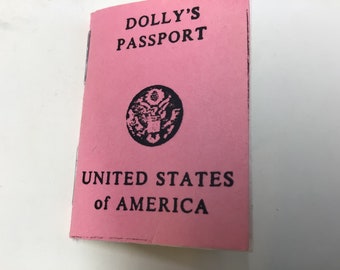 DOLLY'S
PASSPORT
UNITED STATES
of AMERICA